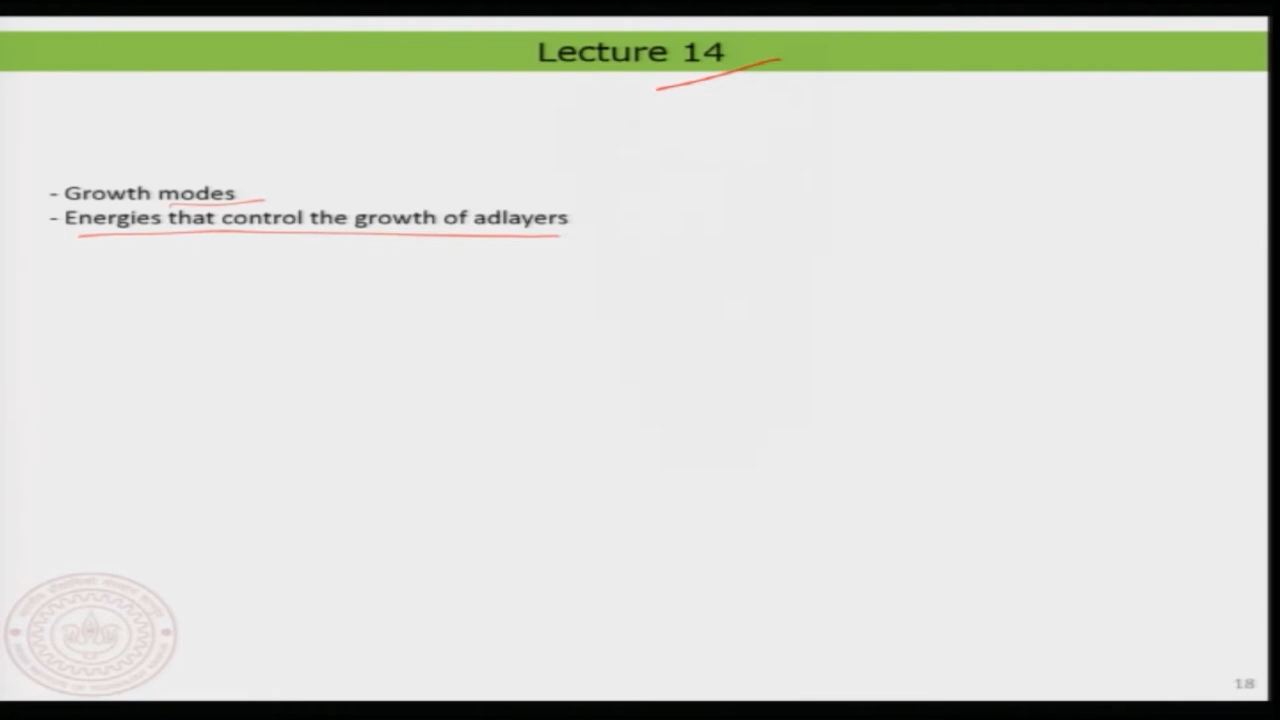 Lecture 14
- Growth modes
- Energies that control the growth of adlayers
18